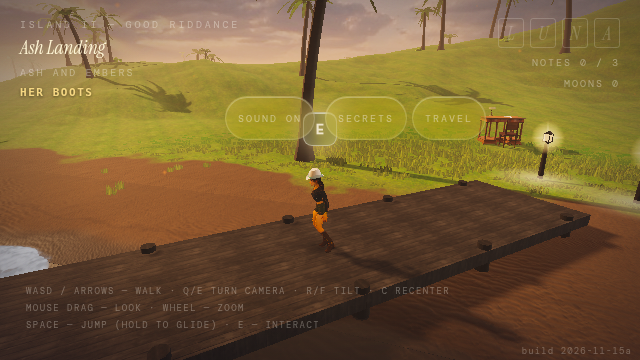 ISLAND II — GOOD RIDDANCE
Ash Landing
ASH AND EMBERS
HER BOOTS
LUNA
NOTES 0 / 3
MOONS 0
SOUND ON
SECRETS
TRAVEL
E
WASD / ARROWS — WALK · Q/E TURN CAMERA · R/F TILT · C RECENTER
MOUSE DRAG — LOOK · WHEEL — ZOOM
SPACE — JUMP (HOLD TO GLIDE) · E — INTERACT
build 2026-11-15a